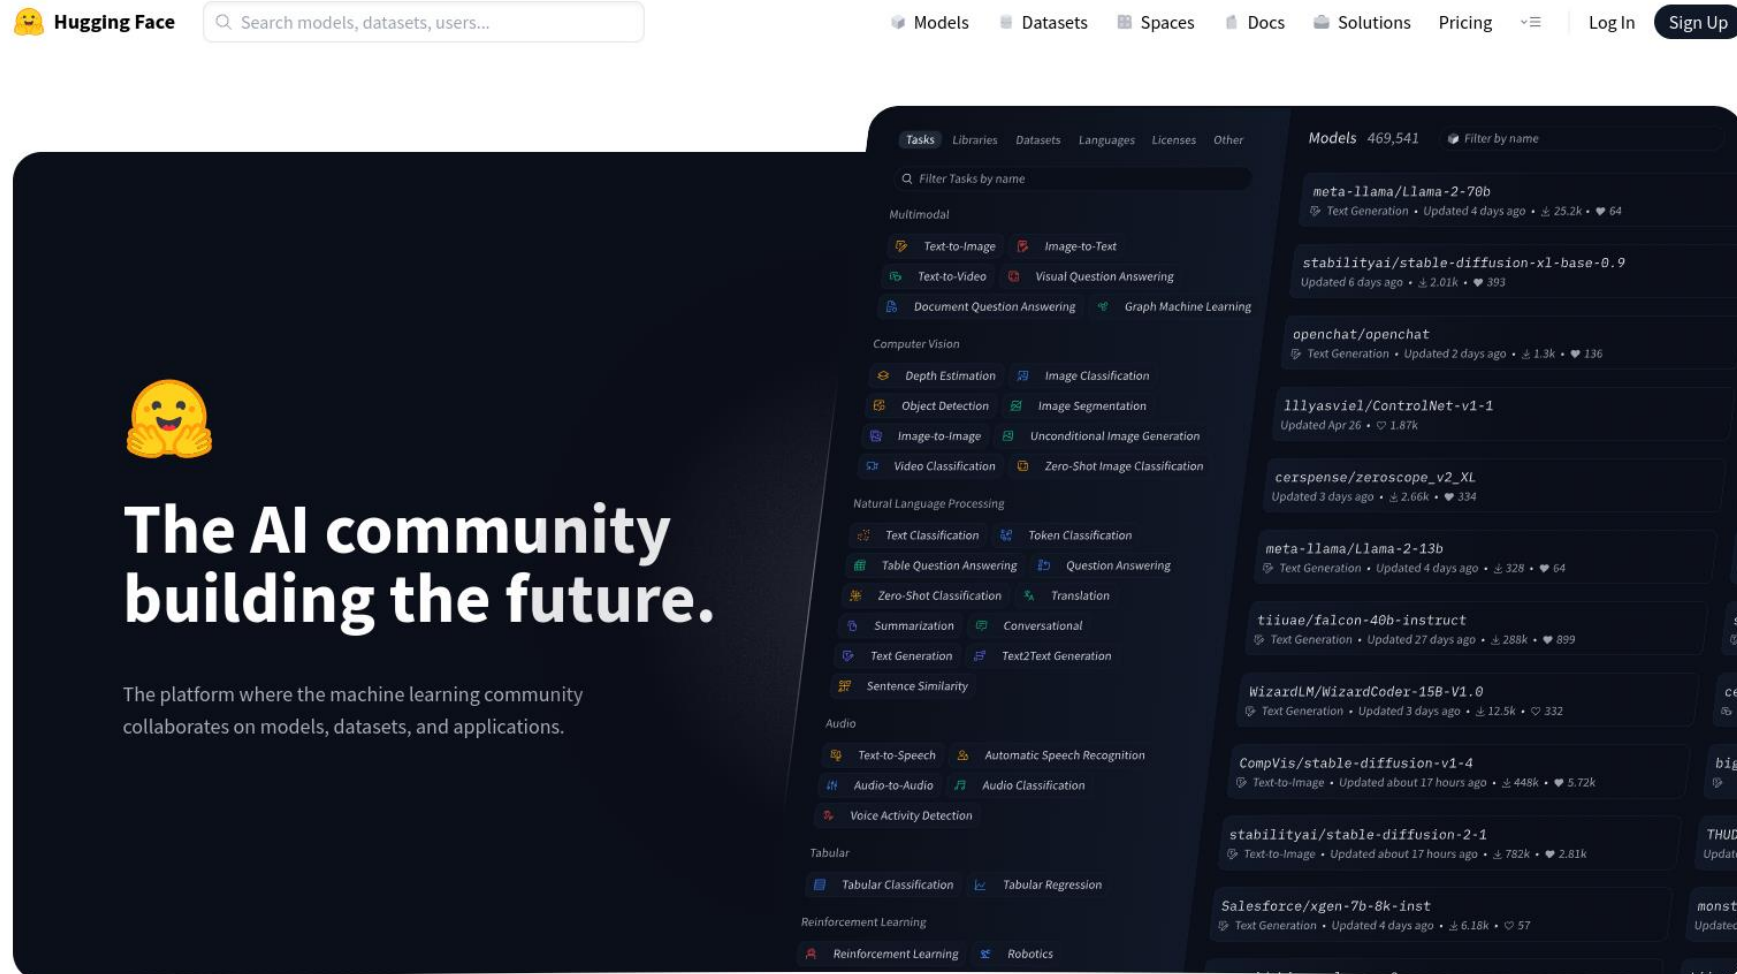 Hugging Face
Search models, datasets, users...
Models
Datasets
Spaces
Docs
Solutions
Pricing
Log In
Sign Up
The AI community
building the future.
The platform where the machine learning community
collaborates on models, datasets, and applications.
Tasks Libraries Datasets Languages Licenses Other
Filter Tasks by name
Multimodal
Text-to-Image Image-to-Text
Text-to-Video Visual Question Answering
Document Question Answering Graph Machine Learning
Computer Vision
Depth Estimation Image Classification
Object Detection Image Segmentation
Image-to-Image Unconditional Image Generation
Video Classification Zero-Shot Image Classification
Natural Language Processing
Text Classification Token Classification
Table Question Answering Question Answering
Zero-Shot Classification Translation
Summarization Conversational
Text Generation Text2Text Generation
Sentence Similarity
Audio
Text-to-Speech Automatic Speech Recognition
Audio-to-Audio Audio Classification
Voice Activity Detection
Tabular
Tabular Classification Tabular Regression
Reinforcement Learning
Reinforcement Learning Robotics
Models 469,541 Filter by name
meta-llama/Llama-2-70b
Text Generation • Updated 4 days ago • 25.2k • 64
stabilityai/stable-diffusion-xl-base-0.9
Updated 6 days ago • 2.01k • 393
openchat/openchat
Text Generation • Updated 2 days ago • 1.3k • 136
lllyasviel/ControlNet-v1-1
Updated Apr 26 • 1.87k
cerspense/zeroscope_v2_XL
Updated 3 days ago • 2.66k • 334
meta-llama/Llama-2-13b
Text Generation • Updated 4 days ago • 328 • 64
tiiuae/falcon-40b-instruct
Text Generation • Updated 27 days ago • 288k • 899
WizardLM/WizardCoder-15B-V1.0
Text Generation • Updated 3 days ago • 12.5k • 332
CompVis/stable-diffusion-v1-4
Text-to-Image • Updated about 17 hours ago • 448k • 5.72k
stabilityai/stable-diffusion-2-1
Text-to-Image • Updated about 17 hours ago • 782k • 2.81k
Salesforce/xgen-7b-8k-inst
Text Generation • Updated 4 days ago • 6.18k • 57